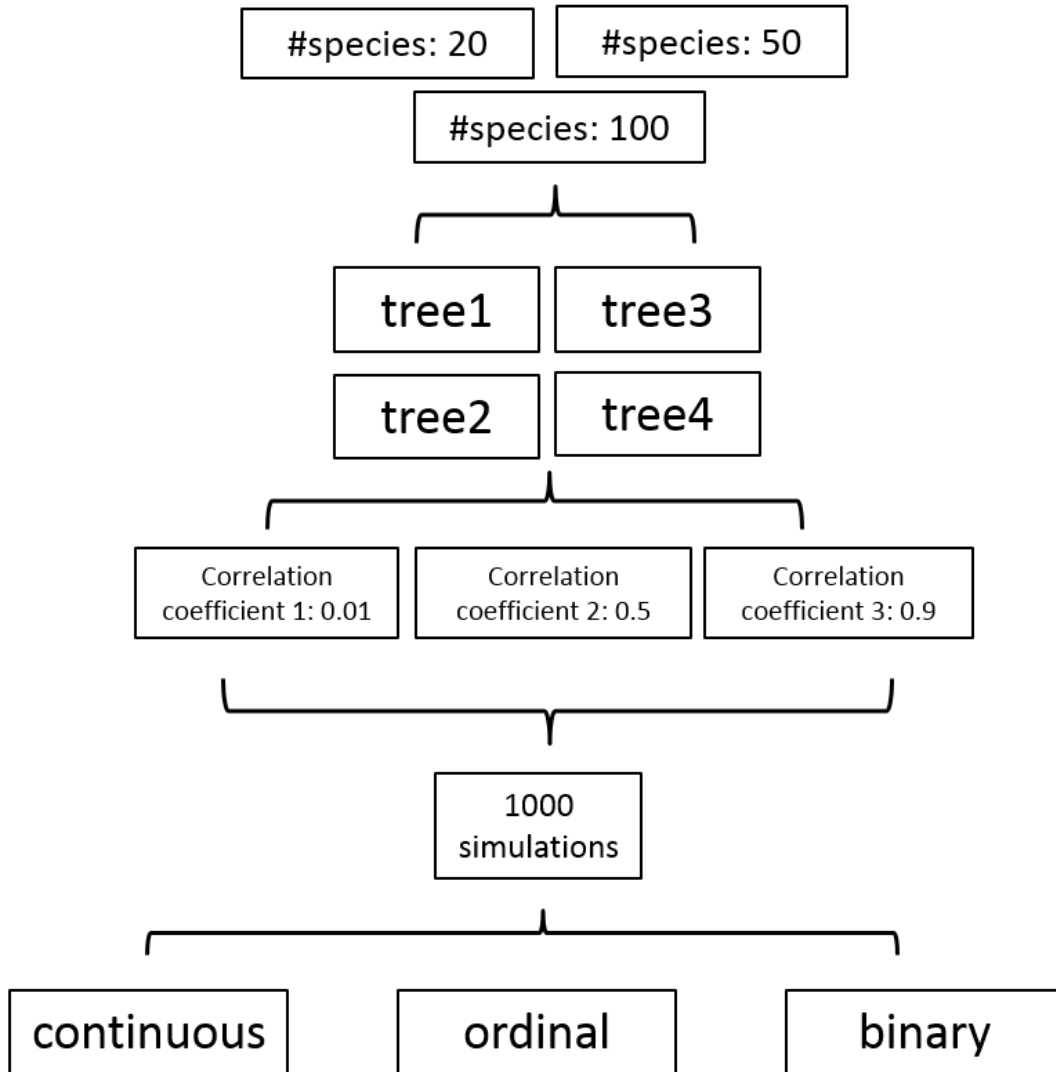 #species: 20
#species: 50
#species: 100
tree1
tree3
tree2
tree4
Correlation
coefficient 1: 0.01
Correlation
coefficient 2: 0.5
Correlation
coefficient 3: 0.9
1000
simulations
continuous
ordinal
binary